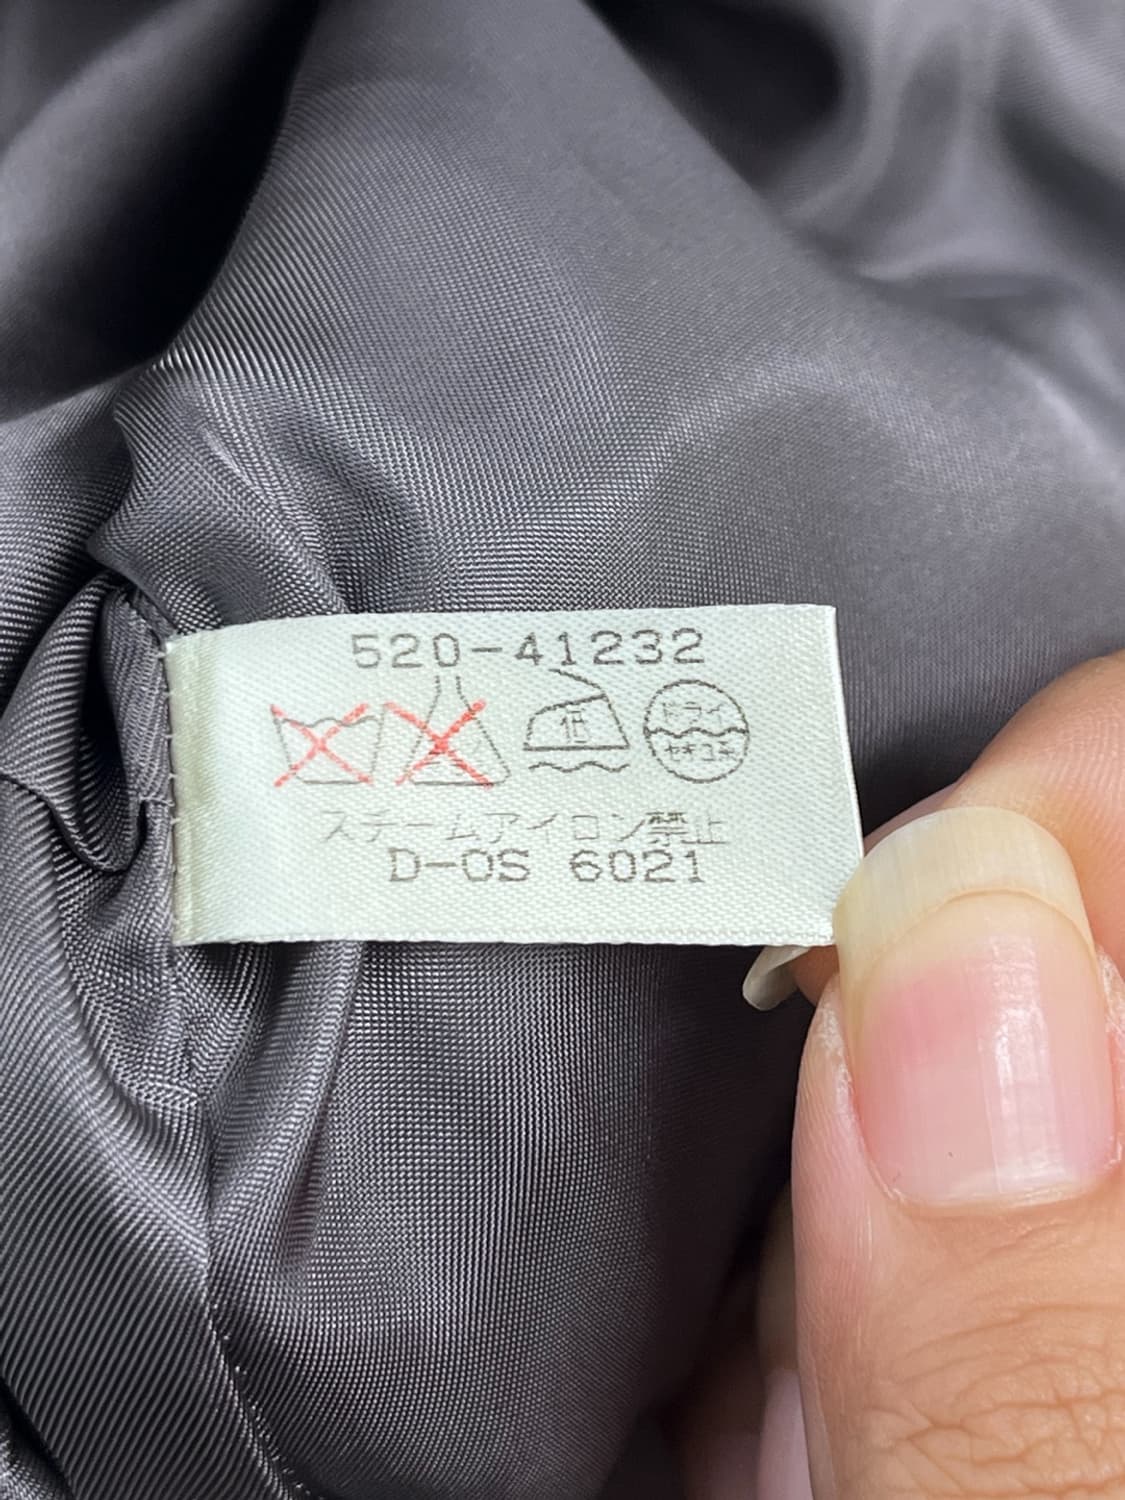 520-41232
低
ドライ
セキユ系
スチームアイロン禁止
D-OS 6021